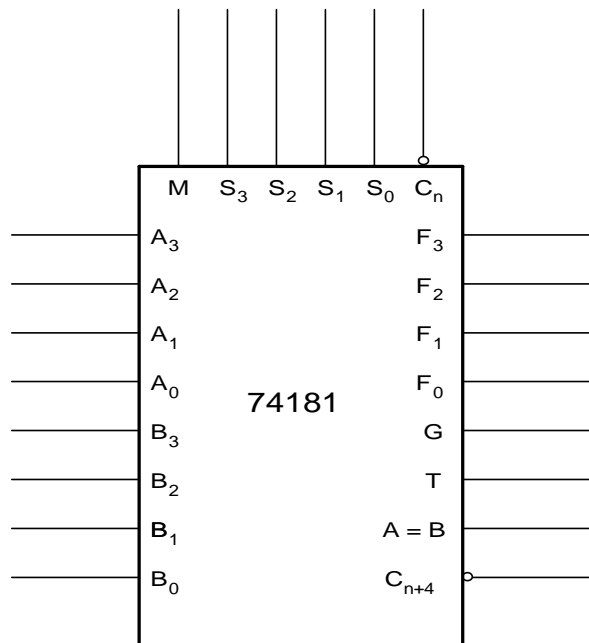 M S₃ S₂ S₁ S₀ Cₙ
A₃ F₃
A₂ F₂
A₁ F₁
A₀ F₀
74181
B₃ G
B₂ T
B₁ A = B
B₀ Cₙ₊₄